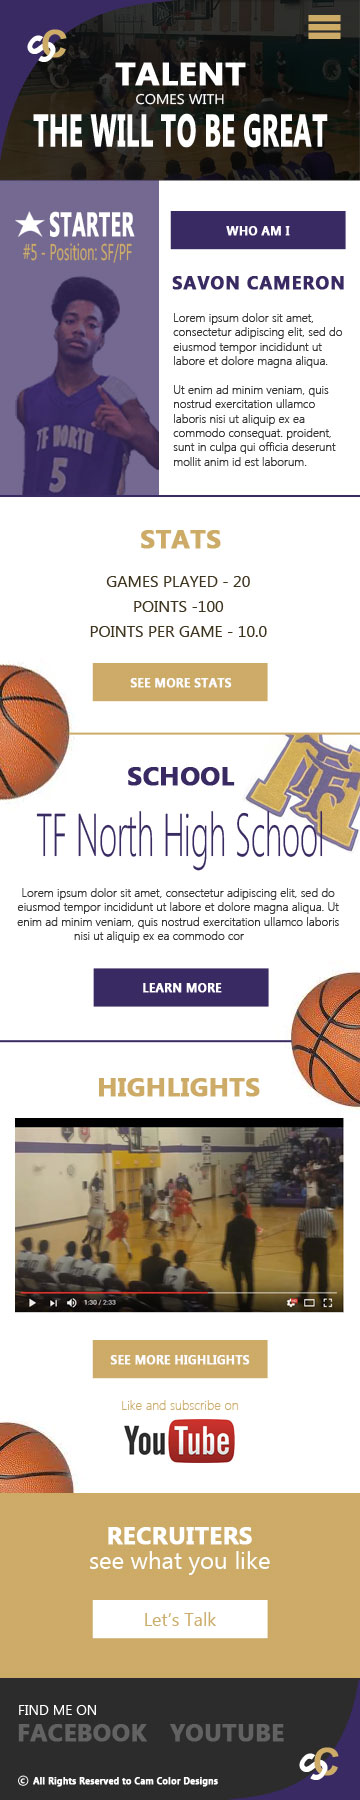 TALENT
COMES WITH
THE WILL TO BE GREAT
STARTER
#5 - Position: SF/PF
TF NORTH
5
WHO AM I
SAVON CAMERON
Lorem ipsum dolor sit amet,
consectetur adipiscing elit, sed do
eiusmod tempor incididunt ut
labore et dolore magna aliqua.
Ut enim ad minim veniam, quis
nostrud exercitation ullamco
laboris nisi ut aliquip ex ea
commodo consequat. proident,
sunt in culpa qui officia deserunt
mollit anim id est laborum.
STATS
GAMES PLAYED - 20
POINTS -100
POINTS PER GAME - 10.0
SEE MORE STATS
SCHOOL
TF North High School
Lorem ipsum dolor sit amet, consectetur adipiscing elit, sed do
eiusmod tempor incididunt ut labore et dolore magna aliqua. Ut
enim ad minim veniam, quis nostrud exercitation ullamco laboris
nisi ut aliquip ex ea commodo cor
LEARN MORE
HIGHLIGHTS
1:30 / 2:33
SEE MORE HIGHLIGHTS
Like and subscribe on
YouTube
RECRUITERS
see what you like
Let's Talk
FIND ME ON
FACEBOOK YOUTUBE
© All Rights Reserved to Cam Color Designs